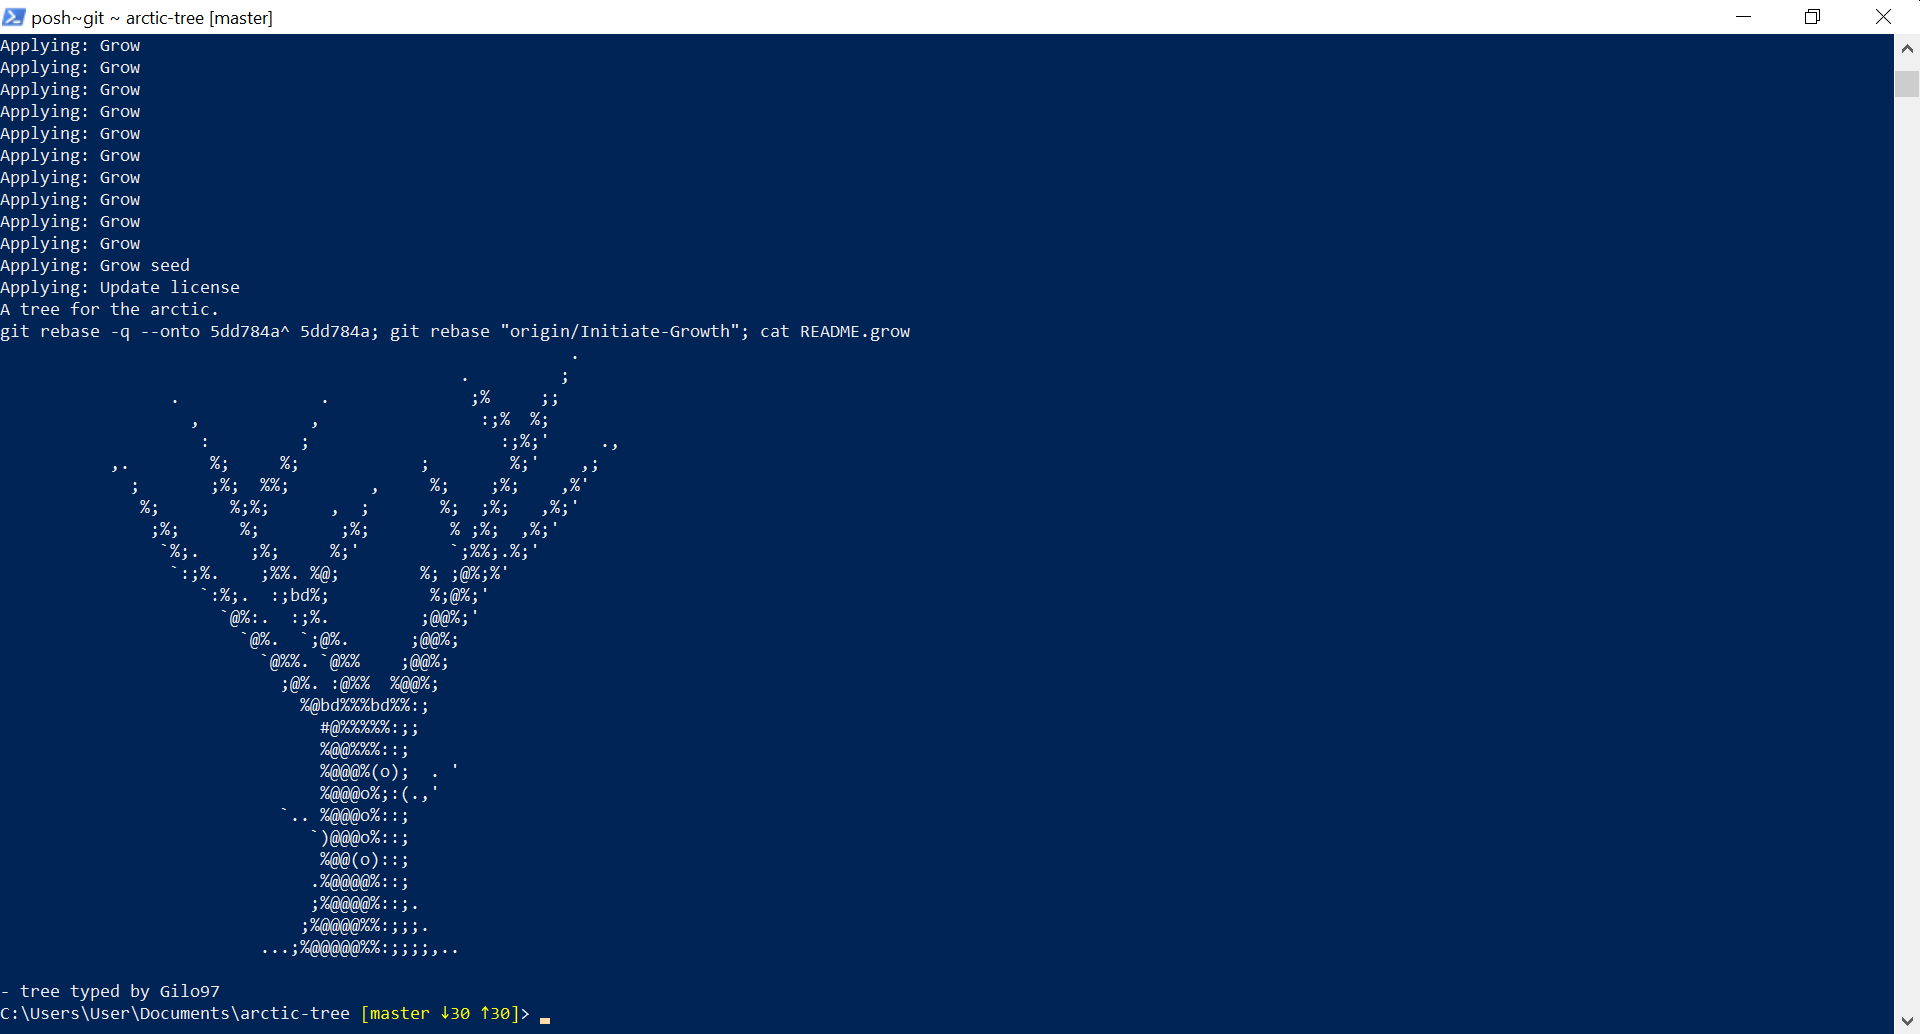 posh~git ~ arctic-tree [master]
Applying: Grow
Applying: Grow
Applying: Grow
Applying: Grow
Applying: Grow
Applying: Grow
Applying: Grow
Applying: Grow
Applying: Grow
Applying: Grow
Applying: Grow seed
Applying: Update license
A tree for the arctic.
git rebase -q --onto 5dd784a^ 5dd784a; git rebase "origin/Initiate-Growth"; cat README.grow
                                                         .
                                              .         ;
                 .              .              ;%     ;;
                   ,           ,                :;%  %;
                    :         ;                   :;%;'     .,
           ,.        %;     %;            ;        %;'    ,;
             ;       ;%;  %%;        ,     %;    ;%;    ,%'
              %;       %;%;      ,  ;       %;  ;%;   ,%;'
               ;%;      %;        ;%;        % ;%;  ,%;'
                `%;.     ;%;     %;'         `;%%;.%;'
                 `:;%.    ;%%. %@;        %; ;@%;%'
                    `:%;.  :;bd%;          %;@%;'
                      `@%:.  :;%.         ;@@%;'
                        `@%.  `;@%.      ;@@%;
                          `@%%. `@%%    ;@@%;
                            ;@%. :@%%  %@@%;
                              %@bd%%%bd%%:;
                                #@%%%%%:;;
                                %@@%%%::;
                                %@@@%(o);  . '
                                %@@@o%;:(.,'
                            `.. %@@@o%::;
                               `)@@@o%::;
                                %@@(o)::;
                               .%@@@@%::;
                               ;%@@@@%::;.
                              ;%@@@@%%:;;;.
                          ...;%@@@@@%%:;;;;,..
- tree typed by Gilo97
C:\Users\User\Documents\arctic-tree [master ↓30 ↑30]>